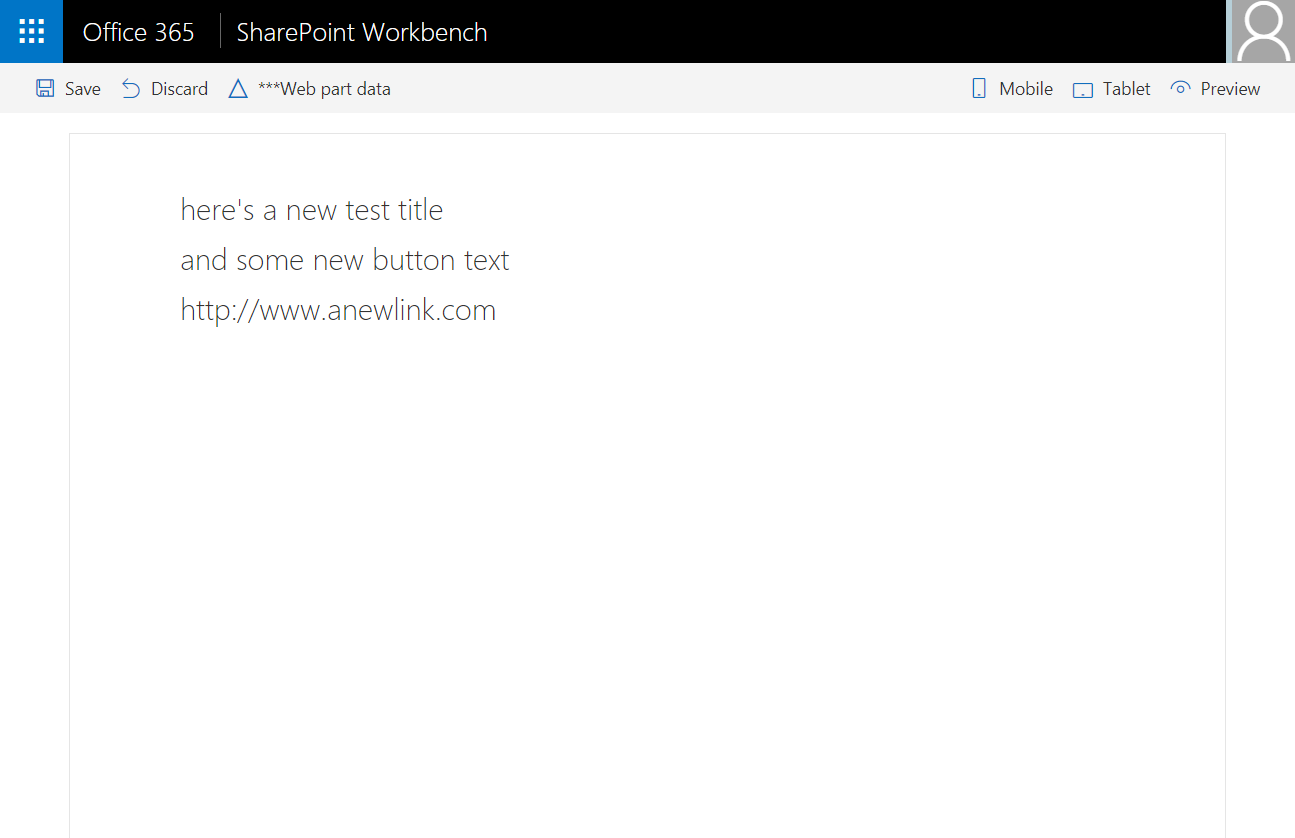 Office 365 SharePoint Workbench
Save Discard ***Web part data Mobile Tablet Preview
here's a new test title
and some new button text
http://www.anewlink.com